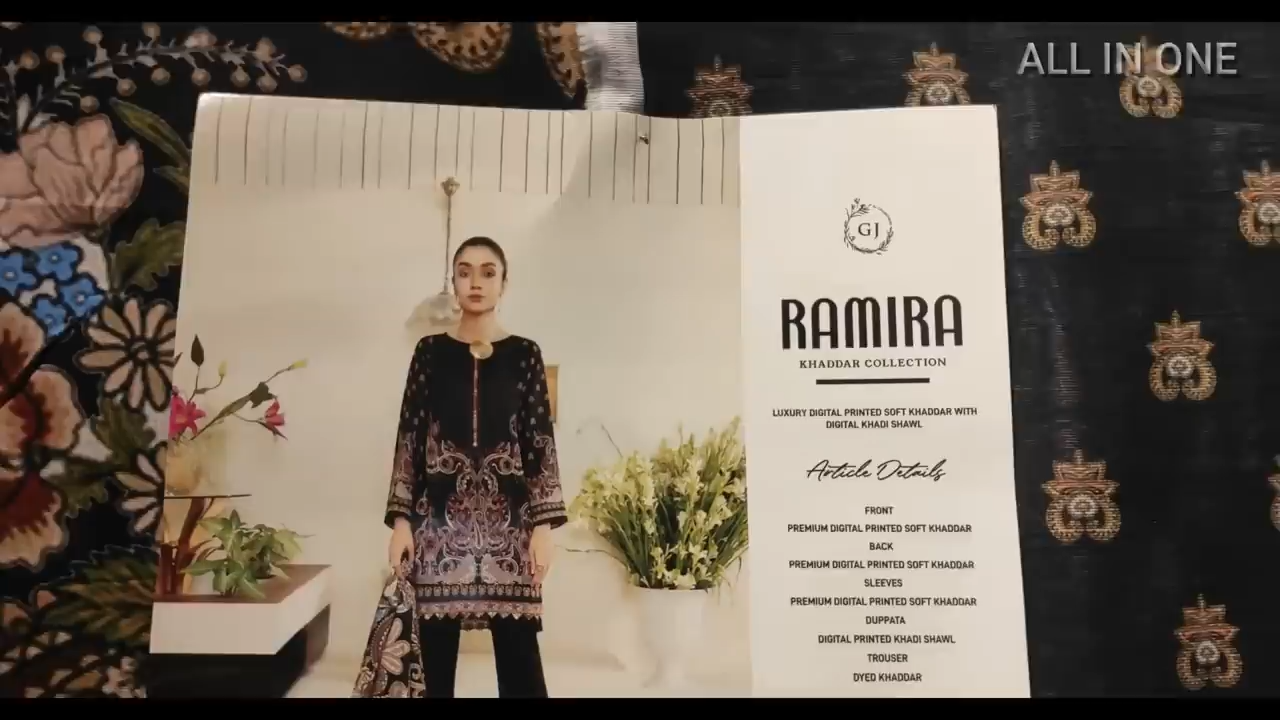 ALL IN ONE
GJ
RAMIRA
KHADDAR COLLECTION
LUXURY DIGITAL PRINTED SOFT KHADDAR WITH
DIGITAL KHADI SHAWL
Article Details
FRONT
PREMIUM DIGITAL PRINTED SOFT KHADDAR
BACK
PREMIUM DIGITAL PRINTED SOFT KHADDAR
SLEEVES
PREMIUM DIGITAL PRINTED SOFT KHADDAR
DUPPATA
DIGITAL PRINTED KHADI SHAWL
TROUSER
DYED KHADDAR